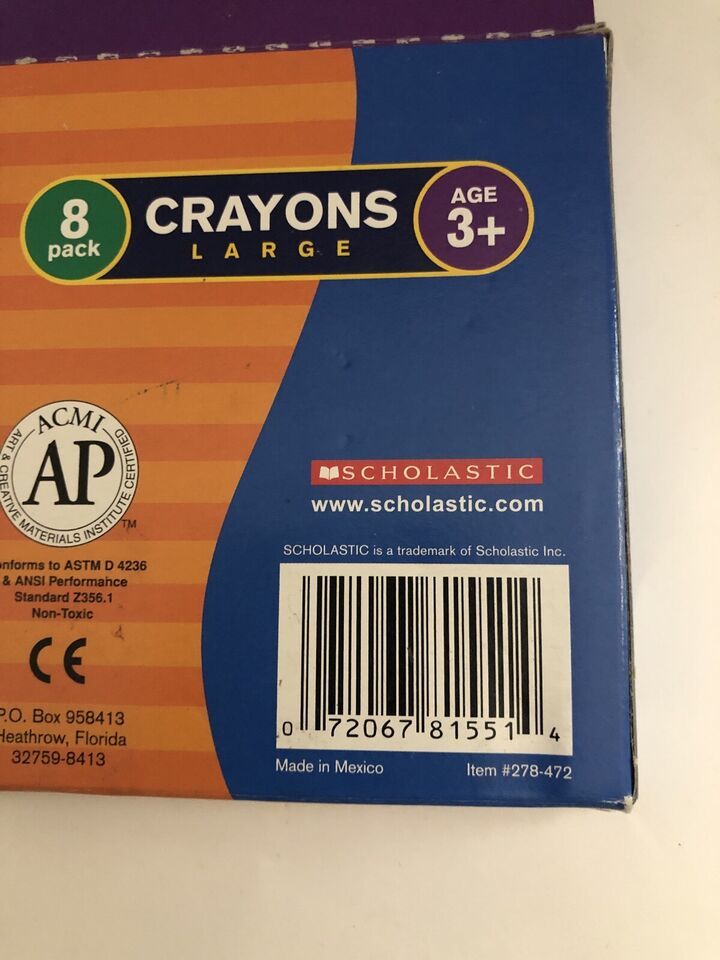 8
pack
CRAYONS
LARGE
AGE
3+
ACMI
AP
ART & CREATIVE MATERIALS INSTITUTE CERTIFIED
TM
onforms to ASTM D 4236
& ANSI Performance
Standard Z356.1
Non-Toxic
CE
P.O. Box 958413
Heathrow, Florida
32759-8413
SCHOLASTIC
www.scholastic.com
SCHOLASTIC is a trademark of Scholastic Inc.
0 72067 81551 4
Made in Mexico
Item #278-472